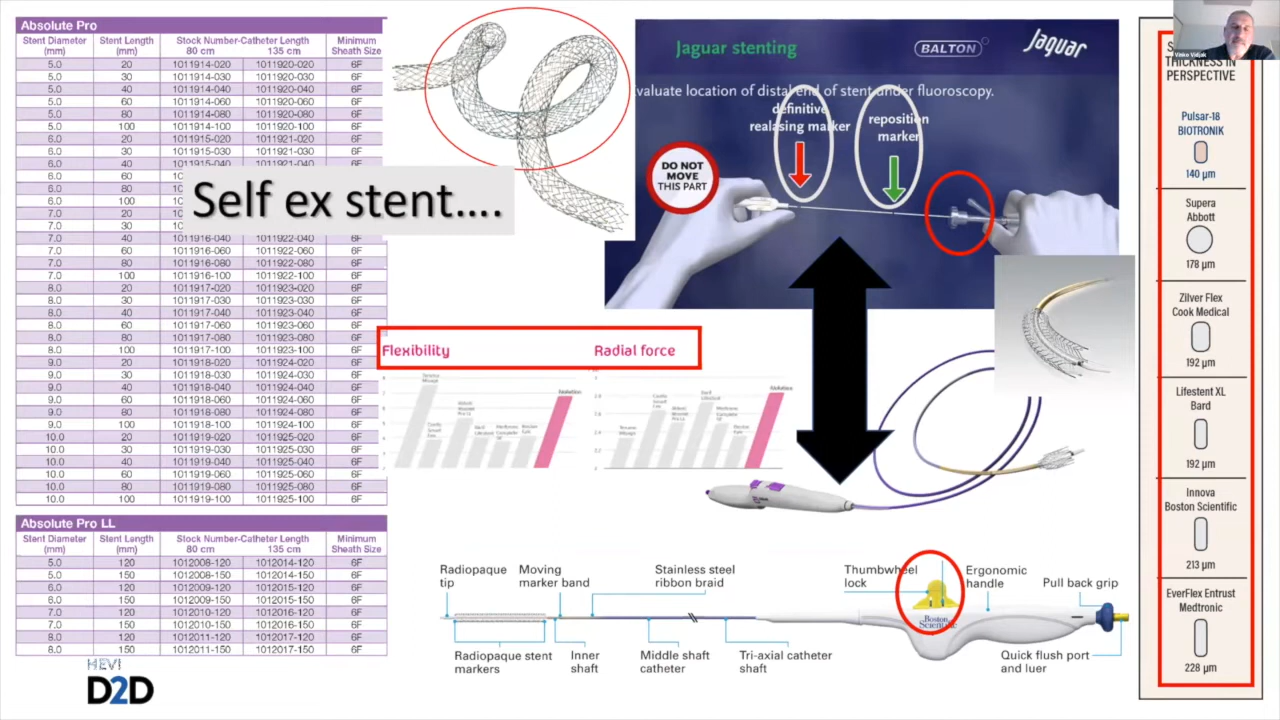 Absolute Pro
Stent Diameter (mm) Stent Length (mm) Stock Number-Catheter Length 80 cm 135 cm Minimum Sheath Size
5.0 20 1011914-020 1011920-020 6F
5.0 30 1011914-030 1011920-030 6F
5.0 40 1011914-040 1011920-040 6F
5.0 60 1011914-060 1011920-060 6F
5.0 80 1011914-080 1011920-080 6F
5.0 100 1011914-100 1011920-100 6F
6.0 20 1011915-020 1011921-020 6F
6.0 30 1011915-030 1011921-030 6F
6.0 40 1011915-040 1011921-040 6F
6.0
6.0
6.0
7.0
7.0
7.0 40 1011916-040 1011922-040 6F
7.0 60 1011916-060 1011922-060 6F
7.0 80 1011916-080 1011922-080 6F
7.0 100 1011916-100 1011922-100 6F
8.0 20 1011917-020 1011923-020 6F
8.0 30 1011917-030 1011923-030 6F
8.0 40 1011917-040 1011923-040 6F
8.0 60 1011917-060 1011923-060 6F
8.0 80 1011917-080 1011923-080 6F
8.0 100 1011917-100 1011923-100 6F
9.0 20 1011918-020 1011924-020 6F
9.0 30 1011918-030 1011924-030 6F
9.0 40 1011918-040 1011924-040 6F
9.0 60 1011918-060 1011924-060 6F
9.0 80 1011918-080 1011924-080 6F
9.0 100 1011918-100 1011924-100 6F
10.0 20 1011919-020 1011925-020 6F
10.0 30 1011919-030 1011925-030 6F
10.0 40 1011919-040 1011925-040 6F
10.0 60 1011919-060 1011925-060 6F
10.0 80 1011919-080 1011925-080 6F
10.0 100 1011919-100 1011925-100 6F
Absolute Pro LL
Stent Diameter (mm) Stent Length (mm) Stock Number-Catheter Length 80 cm 135 cm Minimum Sheath Size
5.0 120 1012008-120 1012014-120 6F
5.0 150 1012008-150 1012014-150 6F
6.0 120 1012009-120 1012015-120 6F
6.0 150 1012009-150 1012015-150 6F
7.0 120 1012010-120 1012016-120 6F
7.0 150 1012010-150 1012016-150 6F
8.0 120 1012011-120 1012017-120 6F
8.0 150 1012011-150 1012017-150 6F
HEVI
D2D
Self ex stent....
Jaguar stenting
BALTON
Jaguar
valuate location of distal end of stent under fluoroscopy.
definitive
realasing marker
reposition
marker
DO NOT
MOVE
THIS PART
Flexibility
Radial force
Radiopaque
tip
Moving
marker band
Stainless steel
ribbon braid
Thumbwheel
lock
Ergonomic
handle
Pull back grip
Boston
Scientific
Radiopaque stent
markers
Inner
shaft
Middle shaft
catheter
Tri-axial catheter
shaft
Quick flush port
and luer
THICKNESS IN
PERSPECTIVE
Pulsar-18
BIOTRONIK
140 µm
Supera
Abbott
178 µm
Zilver Flex
Cook Medical
192 µm
Lifestent XL
Bard
192 µm
Innova
Boston Scientific
213 µm
EverFlex Entrust
Medtronic
228 µm